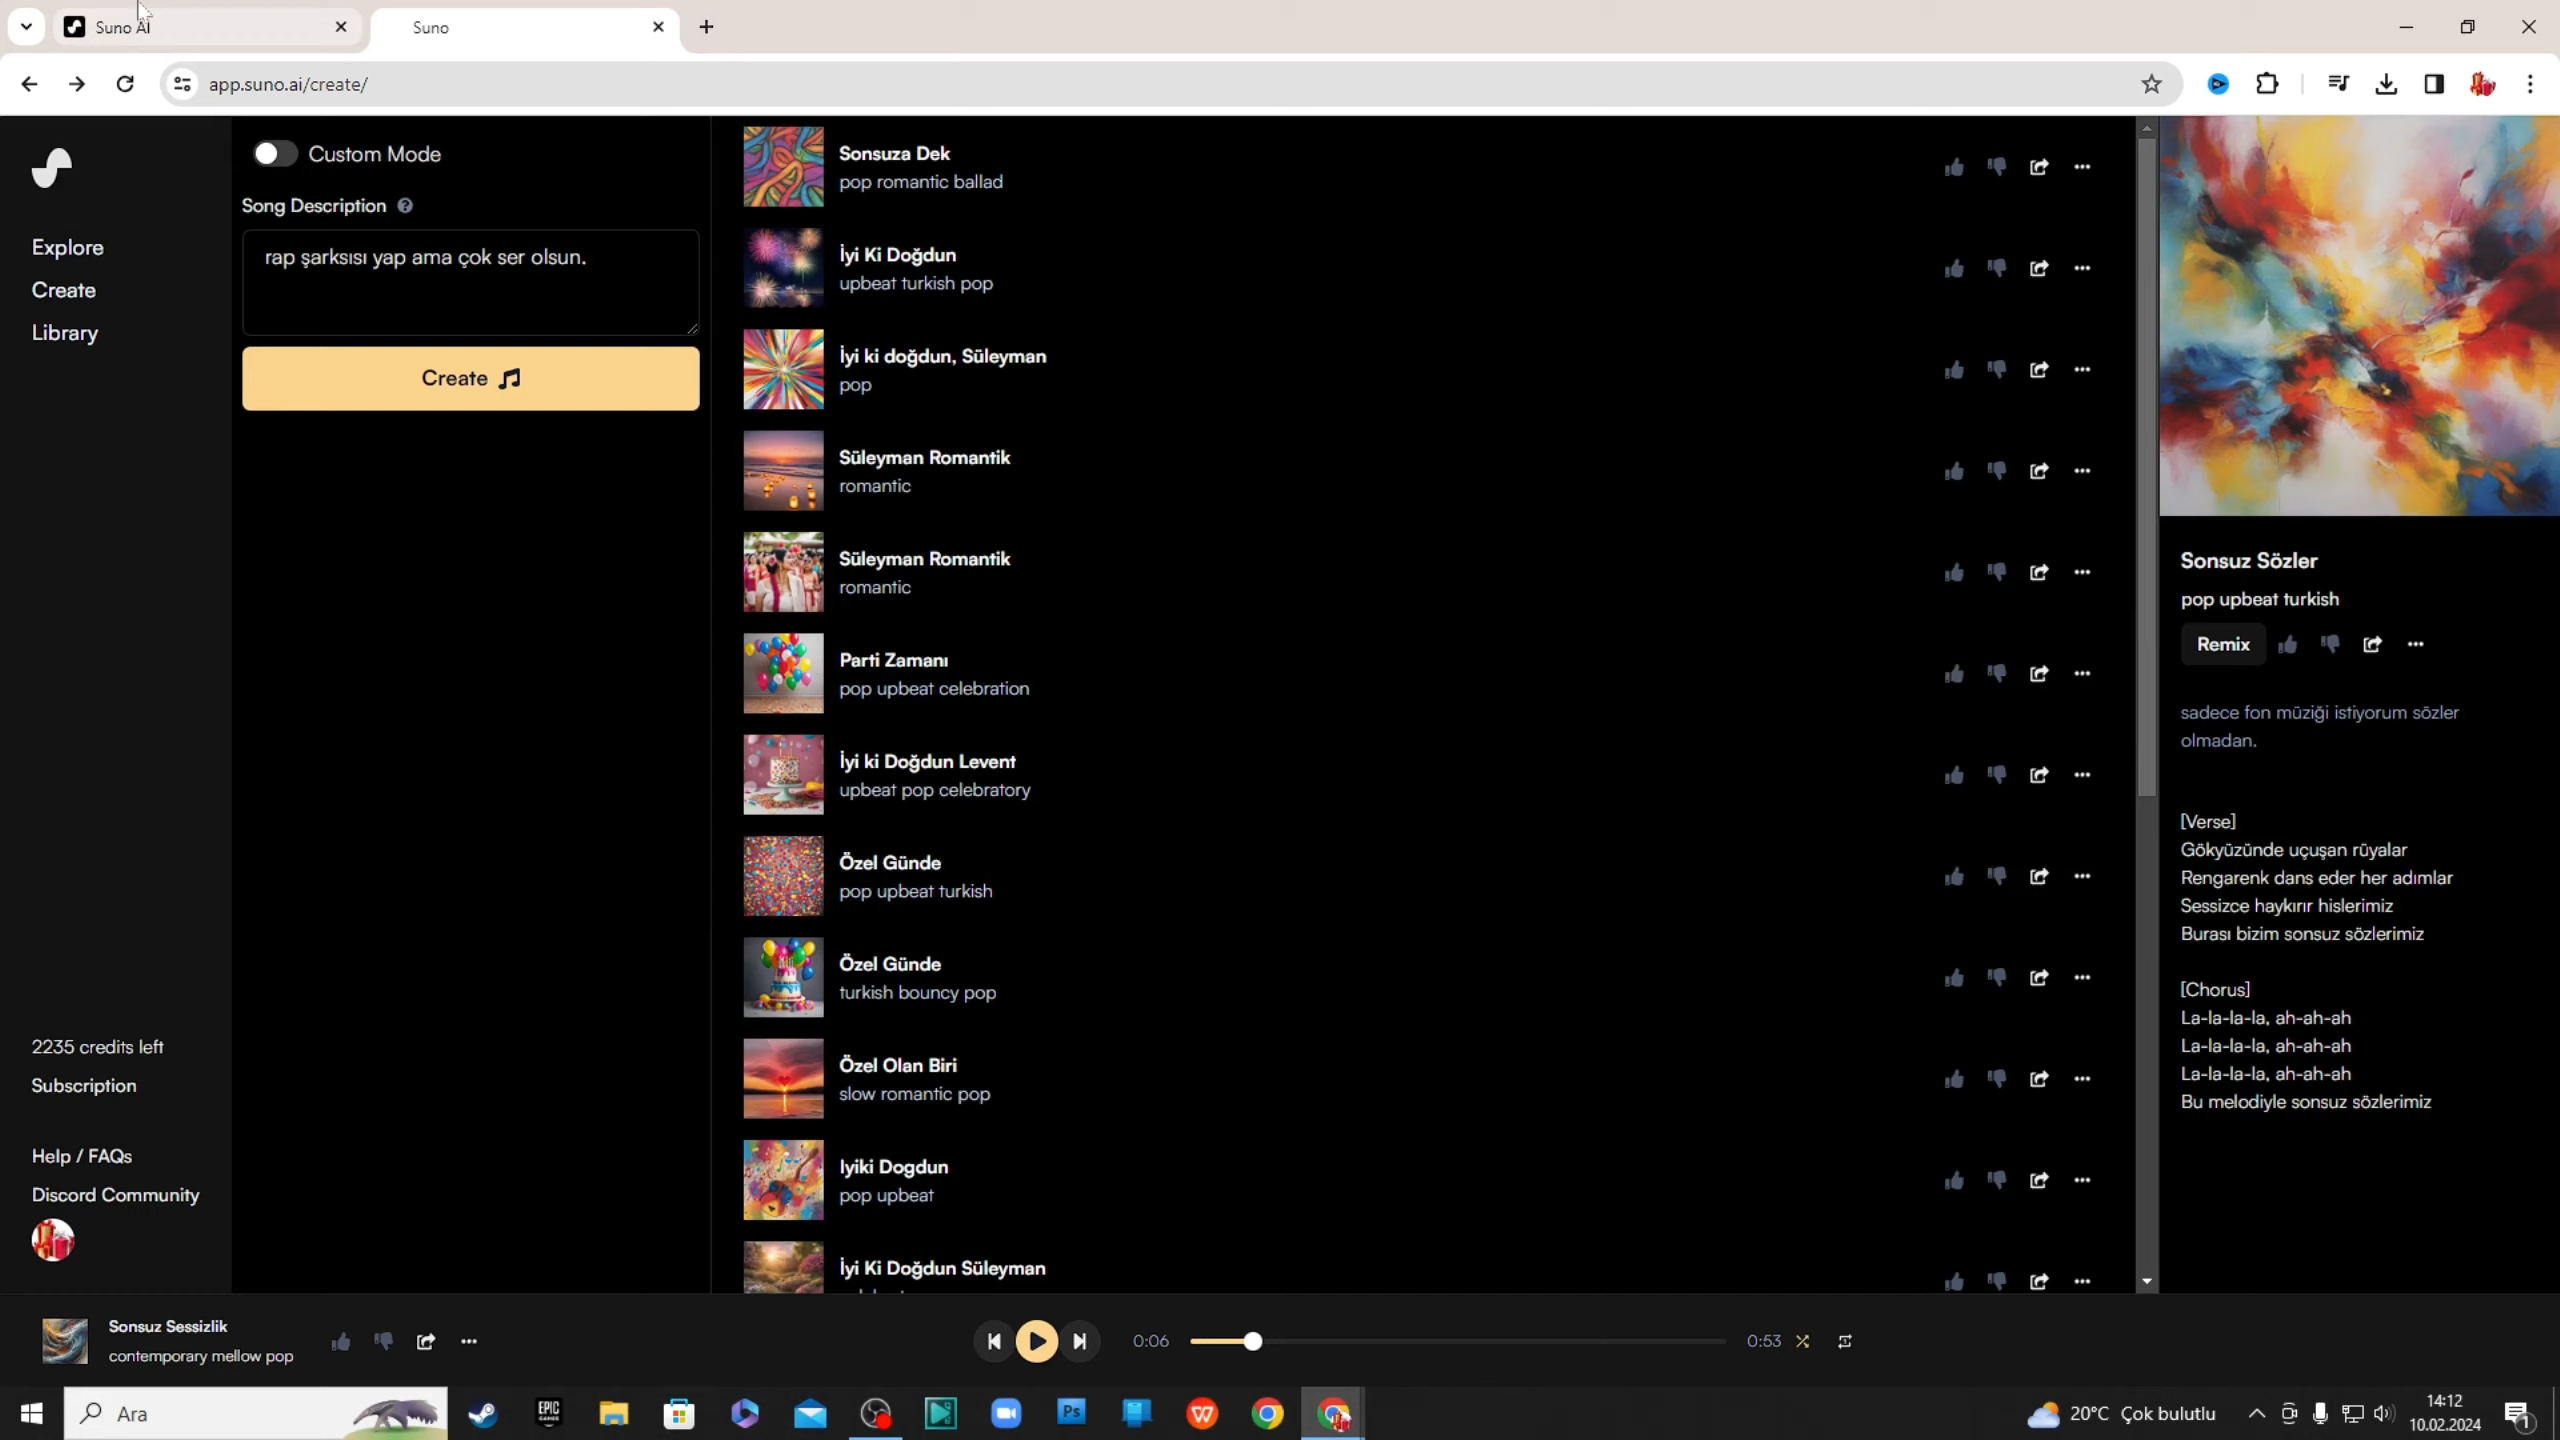 Suno AI
Suno
app.suno.ai/create/
Explore
Create
Library
2235 credits left
Subscription
Help / FAQs
Discord Community
Custom Mode
Song Description
rap şarksısı yap ama çok ser olsun.
Create
Sonsuza Dek
pop romantic ballad
İyi Ki Doğdun
upbeat turkish pop
İyi ki doğdun, Süleyman
pop
Süleyman Romantik
romantic
Süleyman Romantik
romantic
Parti Zamanı
pop upbeat celebration
İyi ki Doğdun Levent
upbeat pop celebratory
Özel Günde
pop upbeat turkish
Özel Günde
turkish bouncy pop
Özel Olan Biri
slow romantic pop
Iyiki Dogdun
pop upbeat
İyi Ki Doğdun Süleyman
Sonsuz Sözler
pop upbeat turkish
Remix
sadece fon müziği istiyorum sözler
olmadan.
[Verse]
Gökyüzünde uçuşan rüyalar
Rengarenk dans eder her adımlar
Sessizce haykırır hislerimiz
Burası bizim sonsuz sözlerimiz
[Chorus]
La-la-la-la, ah-ah-ah
La-la-la-la, ah-ah-ah
La-la-la-la, ah-ah-ah
Bu melodiyle sonsuz sözlerimiz
Sonsuz Sessizlik
contemporary mellow pop
0:06
0:53
Ara
EPIC
GAMES
Ps
W
20°C Çok bulutlu
14:12
10.02.2024
1